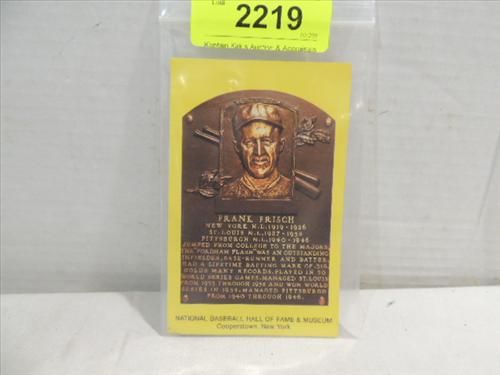 2219
FRANK FRISCH
NEW YORK N.L. 1919 - 1926
ST. LOUIS N.L. 1927 - 1938
PITTSBURGH N.L. 1940 - 1946
JUMPED FROM COLLEGE TO THE MAJORS,
THE "FORDHAM FLASH" WAS AN OUTSTANDING
INFIELDER, BASE-RUNNER AND BATTER.
HAD A LIFETIME BATTING MARK OF .316.
HOLDS MANY RECORDS. PLAYED IN 50
WORLD SERIES GAMES. MANAGED ST. LOUIS
FROM 1933 THROUGH 1938 AND WON WORLD
SERIES IN 1934. MANAGED PITTSBURGH
FROM 1940 THROUGH 1946.
NATIONAL BASEBALL HALL OF FAME & MUSEUM
Cooperstown, New York